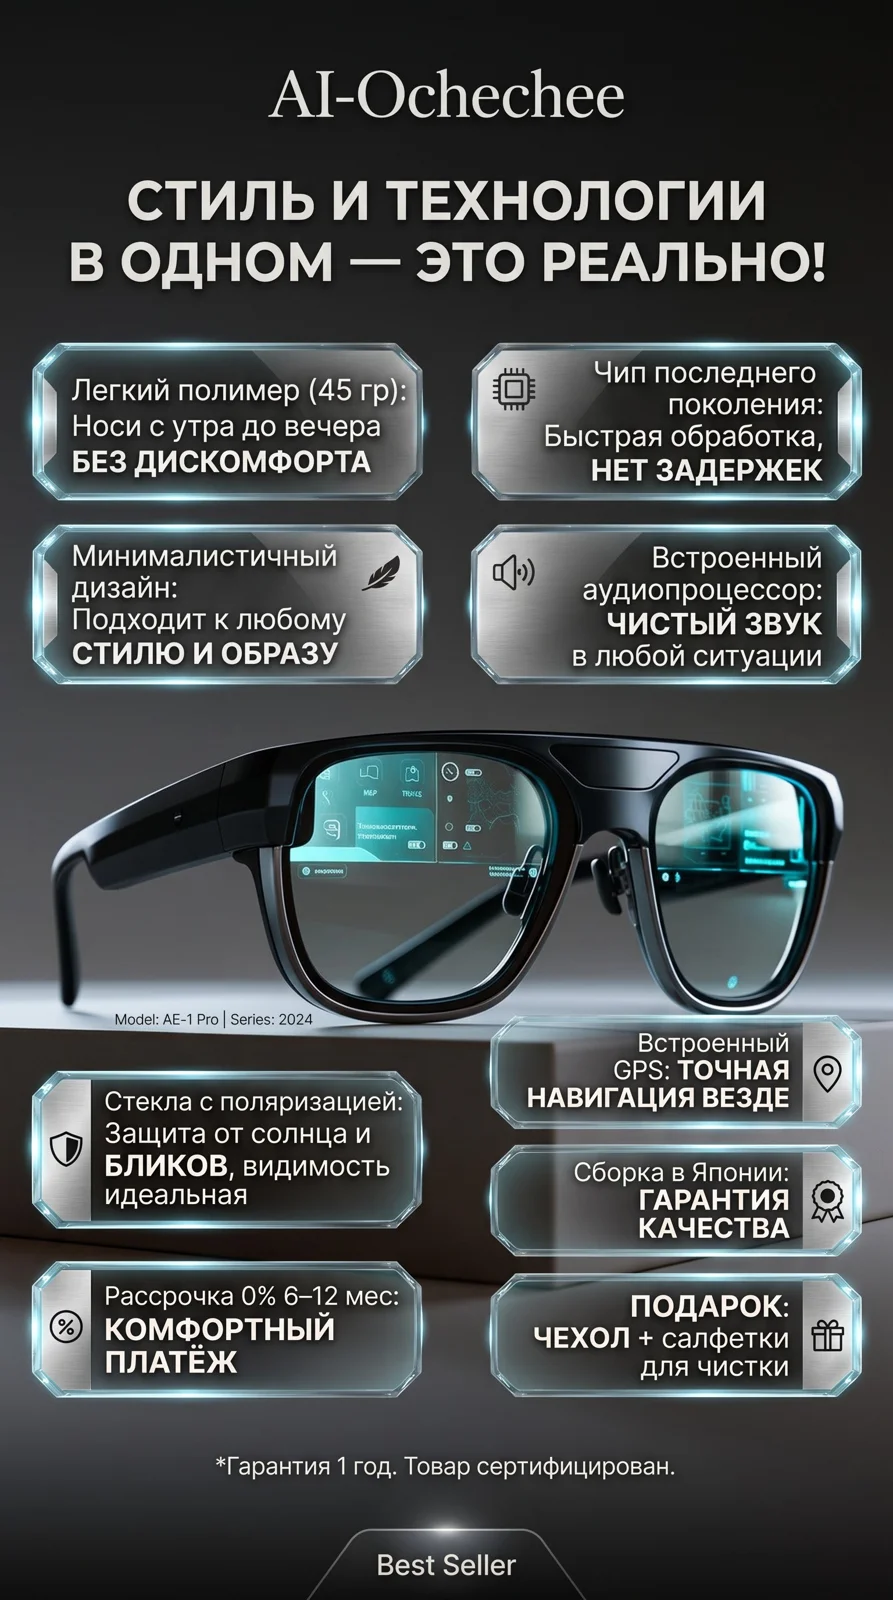 AI-Ochechee
СТИЛЬ И ТЕХНОЛОГИИ
В ОДНОМ — ЭТО РЕАЛЬНО!
Легкий полимер (45 гр):
Носи с утра до вечера
БЕЗ ДИСКОМФОРТА
Чип последнего
поколения:
Быстрая обработка,
НЕТ ЗАДЕРЖЕК
Минималистичный
дизайн:
Подходит к любому
СТИЛЮ И ОБРАЗУ
Встроенный
аудиопроцессор:
ЧИСТЫЙ ЗВУК
в любой ситуации
Model: AE-1 Pro | Series: 2024
Встроенный
GPS: ТОЧНАЯ
НАВИГАЦИЯ ВЕЗДЕ
Стекла с поляризацией:
Защита от солнца и
БЛИКОВ, видимость
идеальная
Сборка в Японии:
ГАРАНТИЯ
КАЧЕСТВА
Рассрочка 0% 6–12 мес:
КОМФОРТНЫЙ
ПЛАТЁЖ
ПОДАРОК:
ЧЕХОЛ + салфетки
для чистки
*Гарантия 1 год. Товар сертифицирован.
Best Seller